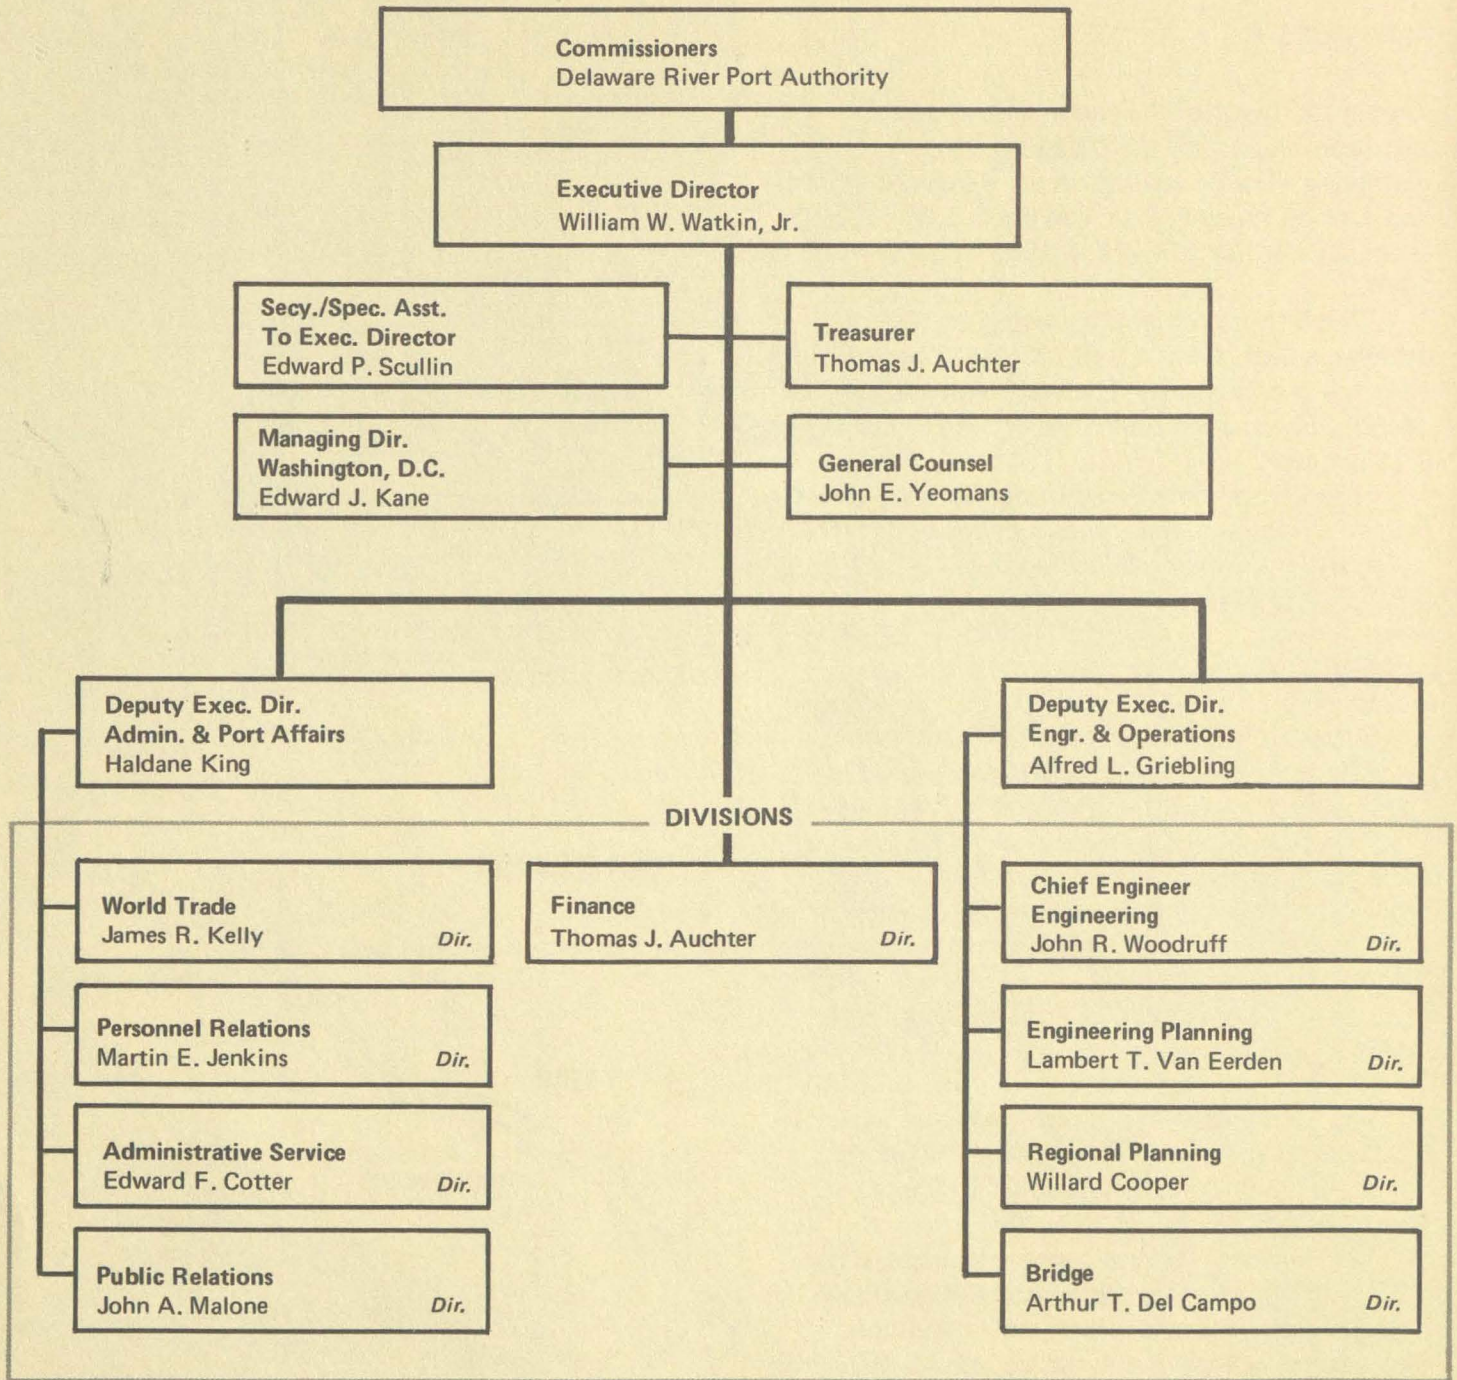 Commissioners
Delaware River Port Authority
Executive Director
William W. Watkin, Jr.
Secy./Spec. Asst.
To Exec. Director
Edward P. Scullin
Treasurer
Thomas J. Auchter
Managing Dir.
Washington, D.C.
Edward J. Kane
General Counsel
John E. Yeomans
Deputy Exec. Dir.
Admin. & Port Affairs
Haldane King
Deputy Exec. Dir.
Engr. & Operations
Alfred L. Griebling
DIVISIONS
World Trade
James R. Kelly Dir.
Personnel Relations
Martin E. Jenkins Dir.
Administrative Service
Edward F. Cotter Dir.
Public Relations
John A. Malone Dir.
Finance
Thomas J. Auchter Dir.
Chief Engineer
Engineering
John R. Woodruff Dir.
Engineering Planning
Lambert T. Van Eerden Dir.
Regional Planning
Willard Cooper Dir.
Bridge
Arthur T. Del Campo Dir.